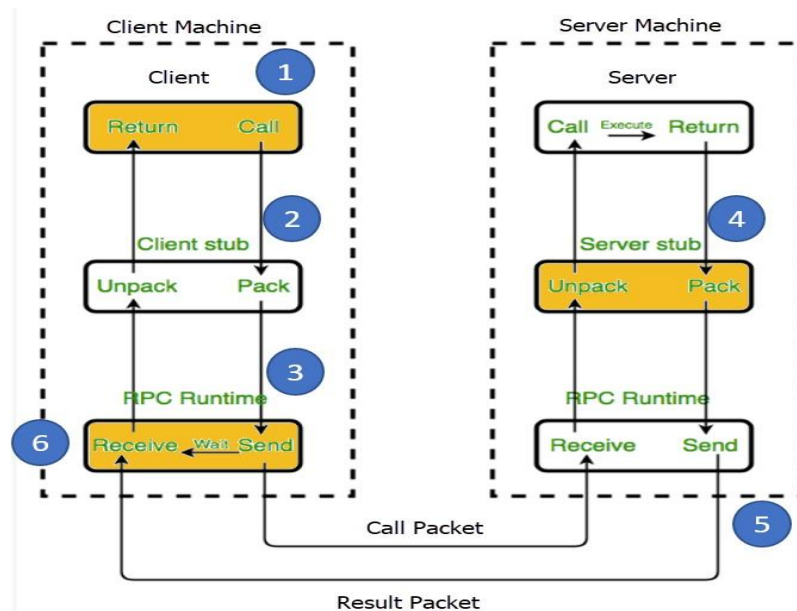 Client Machine
Server Machine
Client
1
Server
Return
Call
Call
Execute
Return
2
4
Client stub
Server stub
Unpack
Pack
Unpack
Pack
3
RPC Runtime
RPC Runtime
6
Receive
Wait
Send
Receive
Send
5
Call Packet
Result Packet